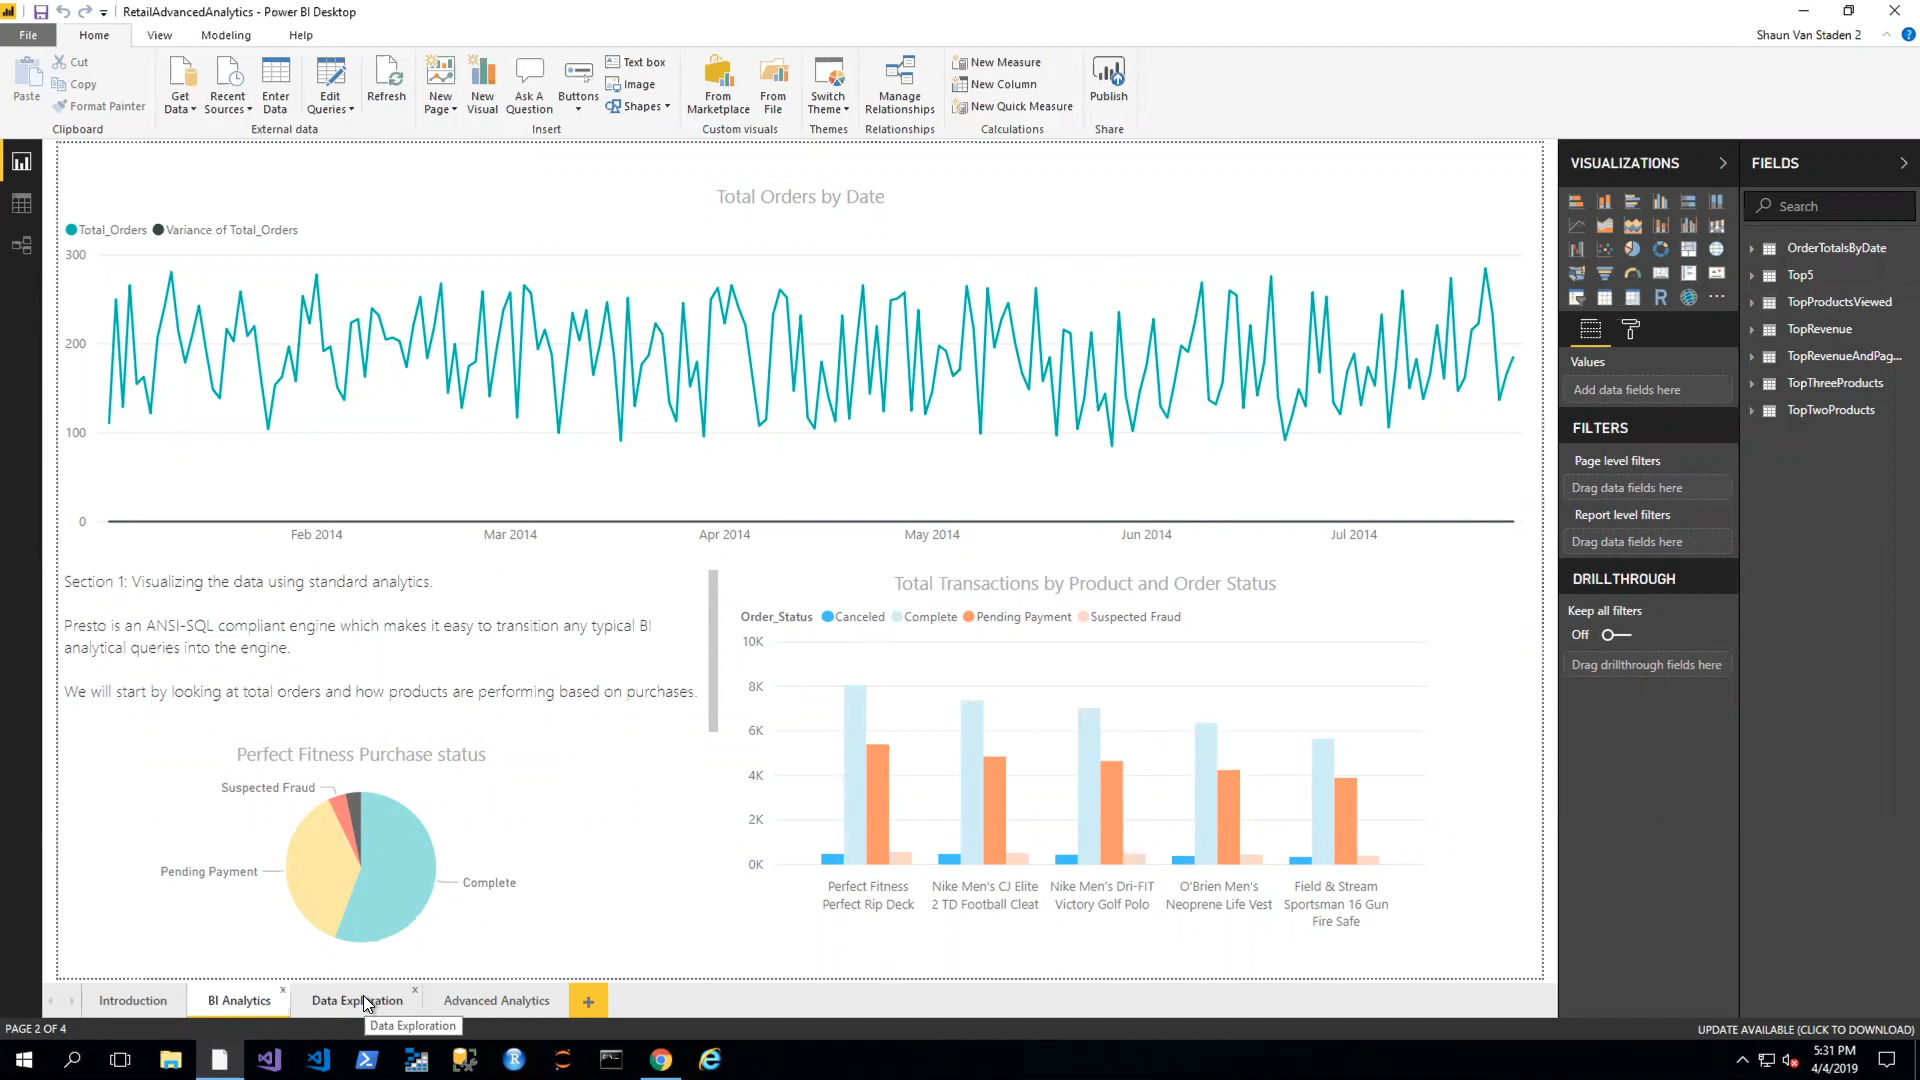 RetailAdvancedAnalytics - Power BI Desktop
File
Home
View
Modeling
Help
Shaun Van Staden 2
Paste
Cut
Copy
Format Painter
Clipboard
Get Data
Recent Sources
Enter Data
Edit Queries
Refresh
External data
New Page
New Visual
Ask A Question
Buttons
Text box
Image
Shapes
Insert
From Marketplace
From File
Custom visuals
Switch Theme
Themes
Manage Relationships
Relationships
New Measure
New Column
New Quick Measure
Calculations
Publish
Share
Total Orders by Date
Total_Orders
Variance of Total_Orders
300
200
100
0
Feb 2014
Mar 2014
Apr 2014
May 2014
Jun 2014
Jul 2014
Section 1: Visualizing the data using standard analytics.
Presto is an ANSI-SQL compliant engine which makes it easy to transition any typical BI
analytical queries into the engine.
We will start by looking at total orders and how products are performing based on purchases.
Perfect Fitness Purchase status
Suspected Fraud
Pending Payment
Complete
Total Transactions by Product and Order Status
Order_Status
Canceled
Complete
Pending Payment
Suspected Fraud
10K
8K
6K
4K
2K
0K
Perfect Fitness
Perfect Rip Deck
Nike Men's CJ Elite
2 TD Football Cleat
Nike Men's Dri-FIT
Victory Golf Polo
O'Brien Men's
Neoprene Life Vest
Field & Stream
Sportsman 16 Gun
Fire Safe
VISUALIZATIONS
R
Values
Add data fields here
FILTERS
Page level filters
Drag data fields here
Report level filters
Drag data fields here
DRILLTHROUGH
Keep all filters
Off
Drag drillthrough fields here
FIELDS
Search
OrderTotalsByDate
Top5
TopProductsViewed
TopRevenue
TopRevenueAndPag...
TopThreeProducts
TopTwoProducts
Introduction
BI Analytics
x
Data Exploration
x
Advanced Analytics
+
Data Exploration
PAGE 2 OF 4
UPDATE AVAILABLE (CLICK TO DOWNLOAD)
5:31 PM
4/4/2019